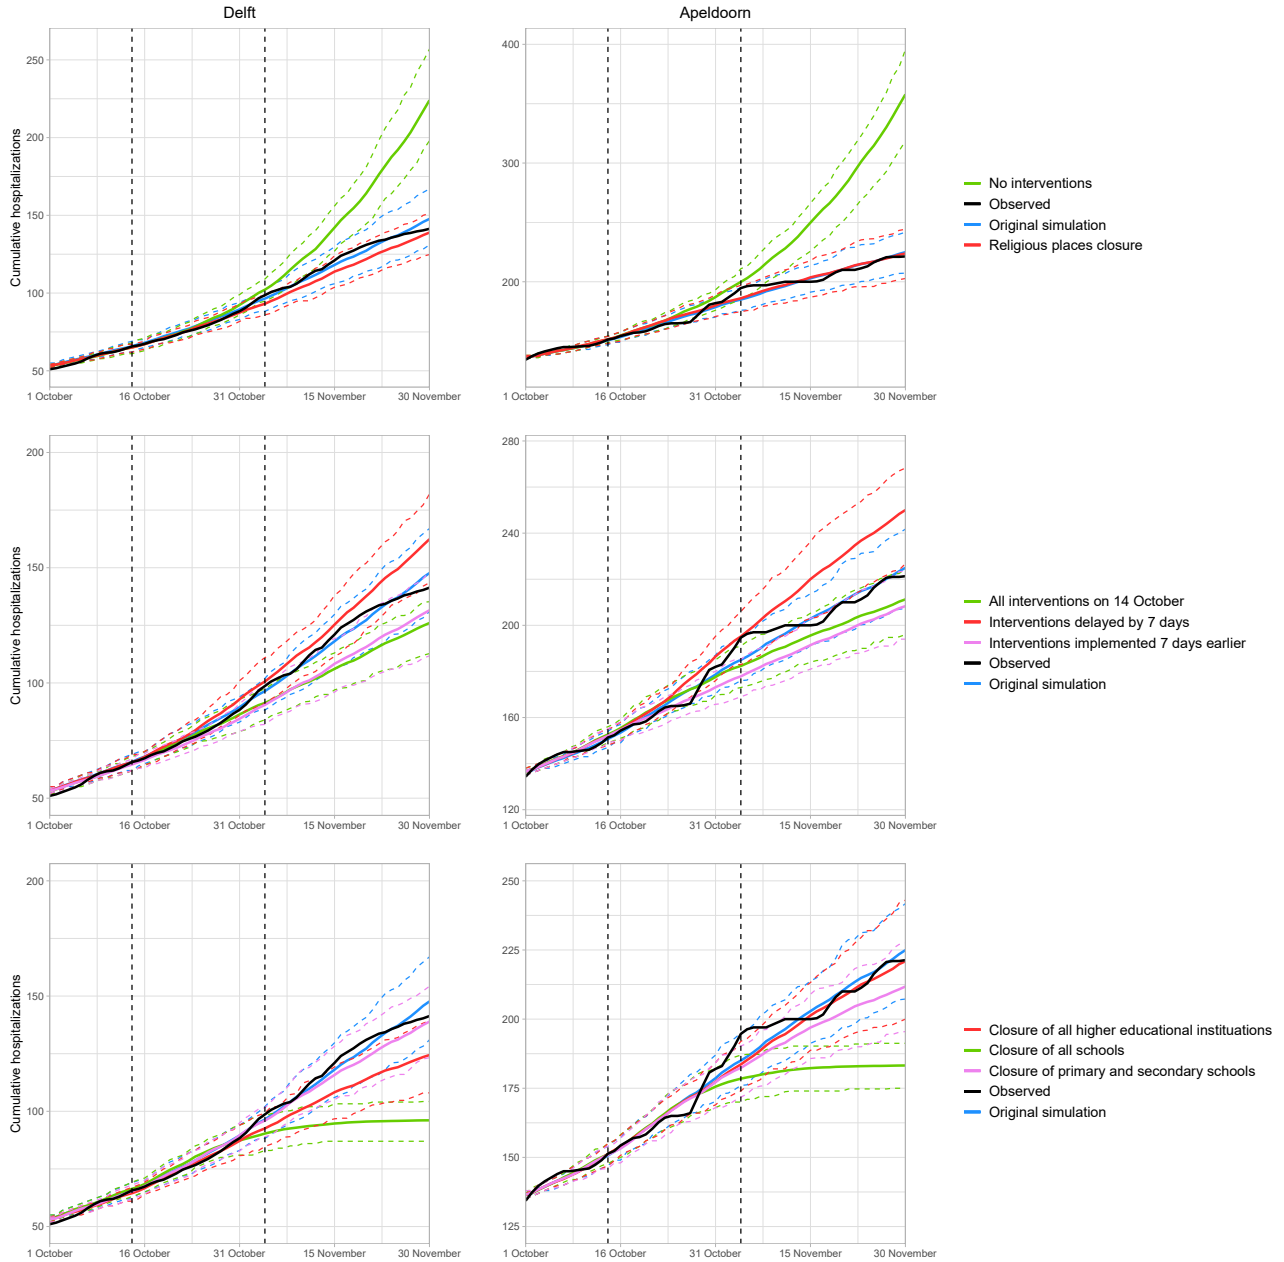 Delft
Apeldoorn
Cumulative hospitalizations
250
200
150
100
50
1 October
16 October
31 October
15 November
30 November
400
300
200
1 October
16 October
31 October
15 November
30 November
No interventions
Observed
Original simulation
Religious places closure
Cumulative hospitalizations
200
150
100
50
1 October
16 October
31 October
15 November
30 November
280
240
200
160
120
1 October
16 October
31 October
15 November
30 November
All interventions on 14 October
Interventions delayed by 7 days
Interventions implemented 7 days earlier
Observed
Original simulation
Cumulative hospitalizations
200
150
100
50
1 October
16 October
31 October
15 November
30 November
250
225
200
175
150
125
1 October
16 October
31 October
15 November
30 November
Closure of all higher educational instituations
Closure of all schools
Closure of primary and secondary schools
Observed
Original simulation